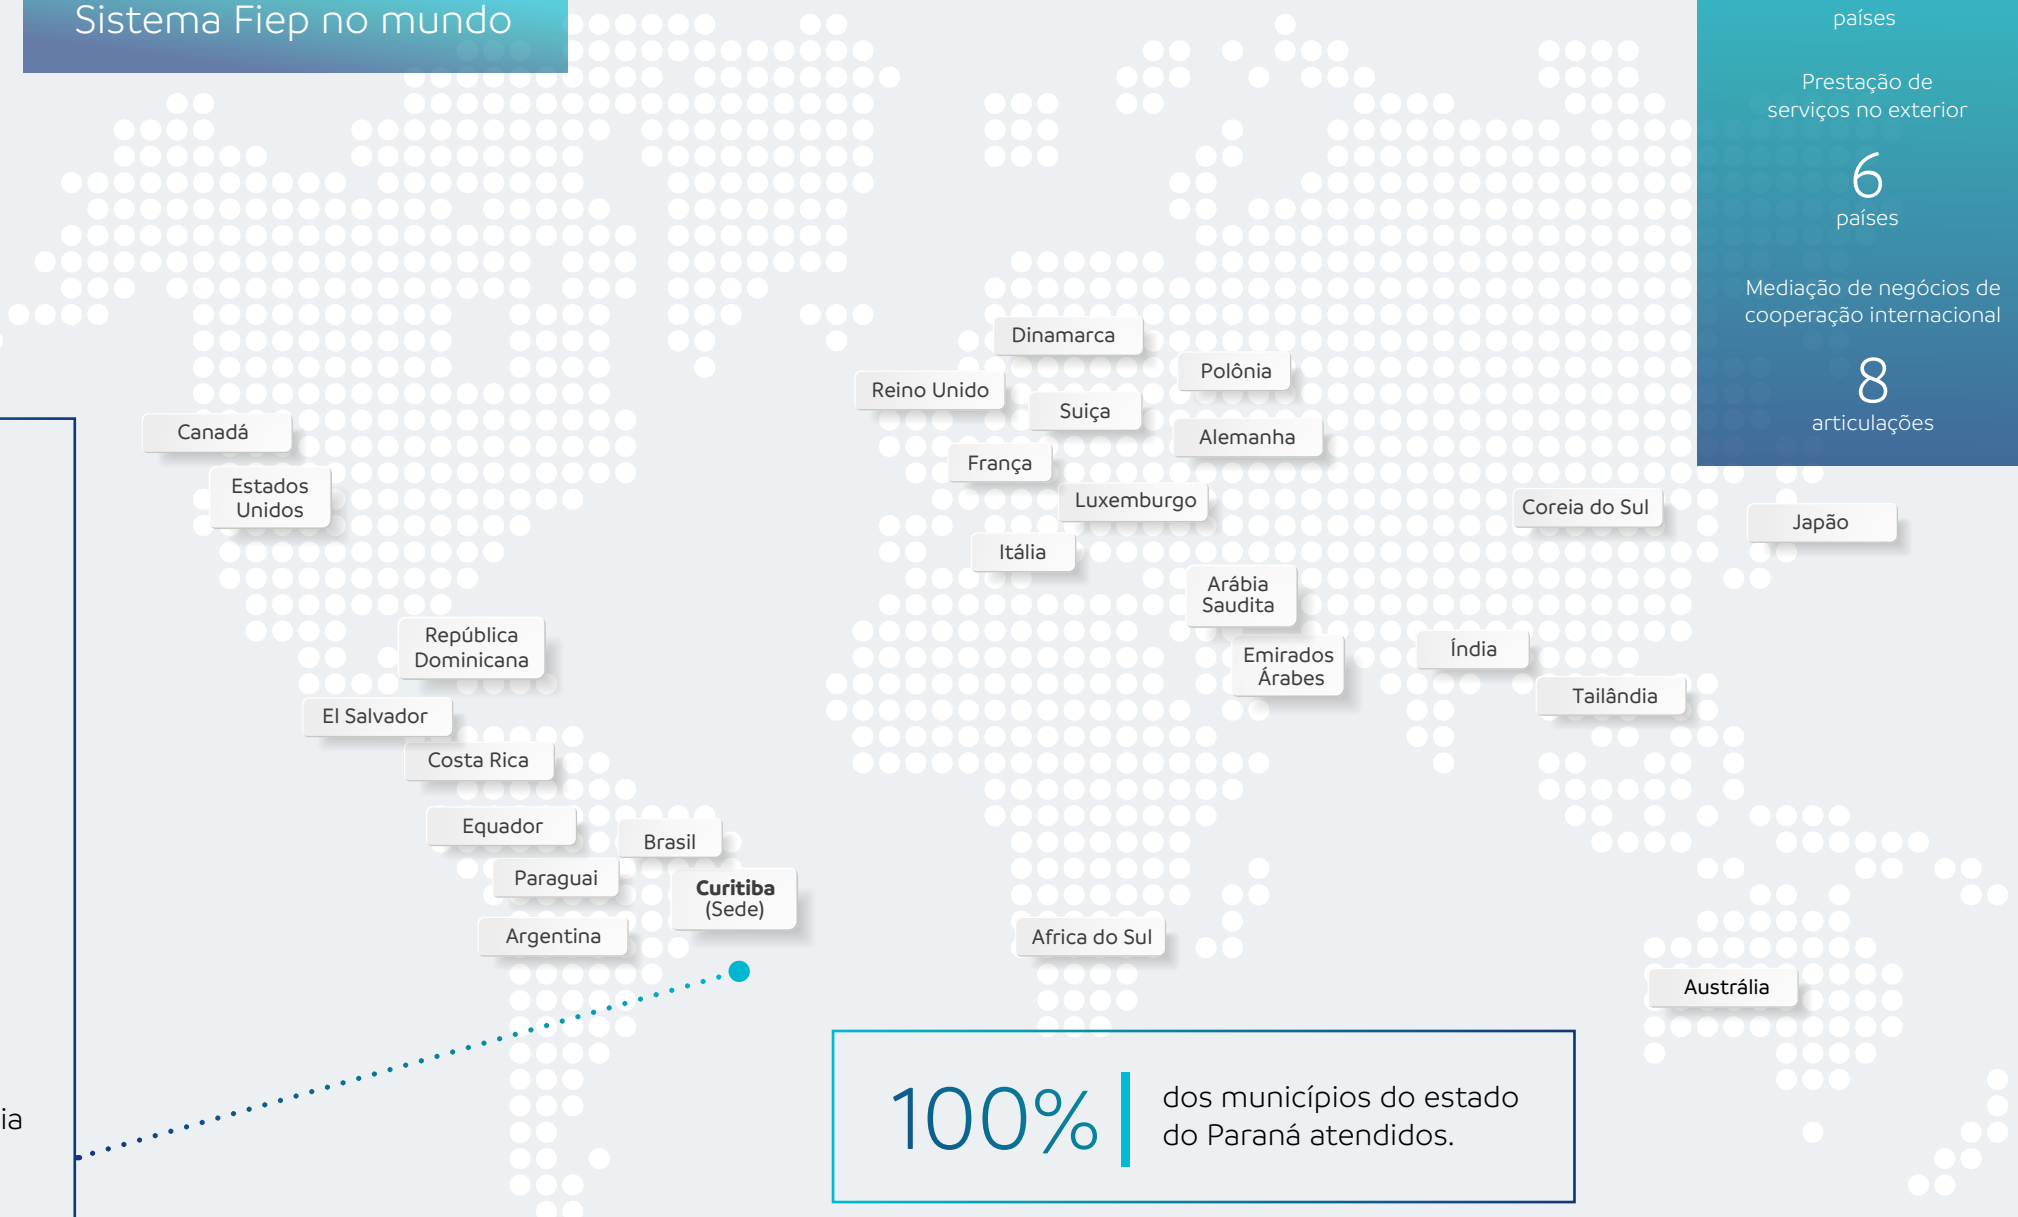 Sistema Fiep no mundo
países
Prestação de
serviços no exterior
6
países
Mediação de negócios de
cooperação internacional
8
articulações
Dinamarca
Polônia
Reino Unido
Suiça
Canadá
Alemanha
França
Estados
Unidos
Luxemburgo
Coreia do Sul
Japão
Itália
Arábia
Saudita
República
Dominicana
Emirados
Árabes
Índia
Tailândia
El Salvador
Costa Rica
Equador
Brasil
Paraguai
Curitiba
(Sede)
Argentina
Africa do Sul
Austrália
100%
dos municípios do estado
do Paraná atendidos.